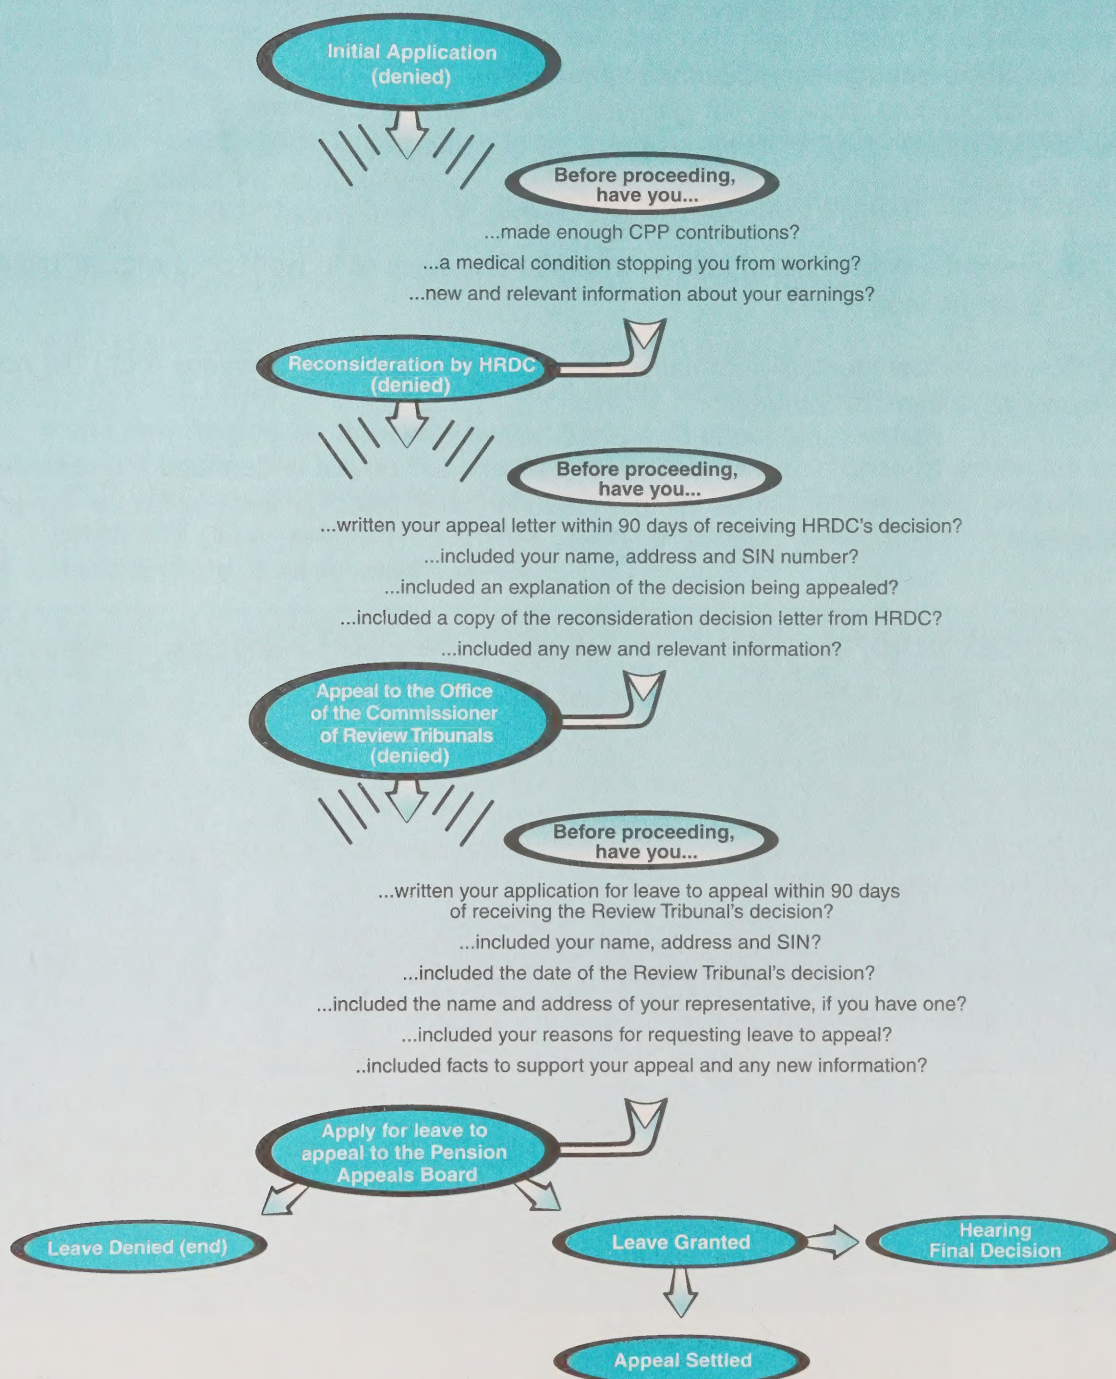 Initial Application
(denied)
Before proceeding,
have you...
...made enough CPP contributions?
...a medical condition stopping you from working?
...new and relevant information about your earnings?
Reconsideration by HRDC
(denied)
Before proceeding,
have you...
...written your appeal letter within 90 days of receiving HRDC's decision?
...included your name, address and SIN number?
...included an explanation of the decision being appealed?
...included a copy of the reconsideration decision letter from HRDC?
...included any new and relevant information?
Appeal to the Office
of the Commissioner
of Review Tribunals
(denied)
Before proceeding,
have you...
...written your application for leave to appeal within 90 days
of receiving the Review Tribunal's decision?
...included your name, address and SIN?
...included the date of the Review Tribunal's decision?
...included the name and address of your representative, if you have one?
...included your reasons for requesting leave to appeal?
..included facts to support your appeal and any new information?
Apply for leave to
appeal to the Pension
Appeals Board
Leave Denied (end)
Leave Granted
Hearing
Final Decision
Appeal Settled